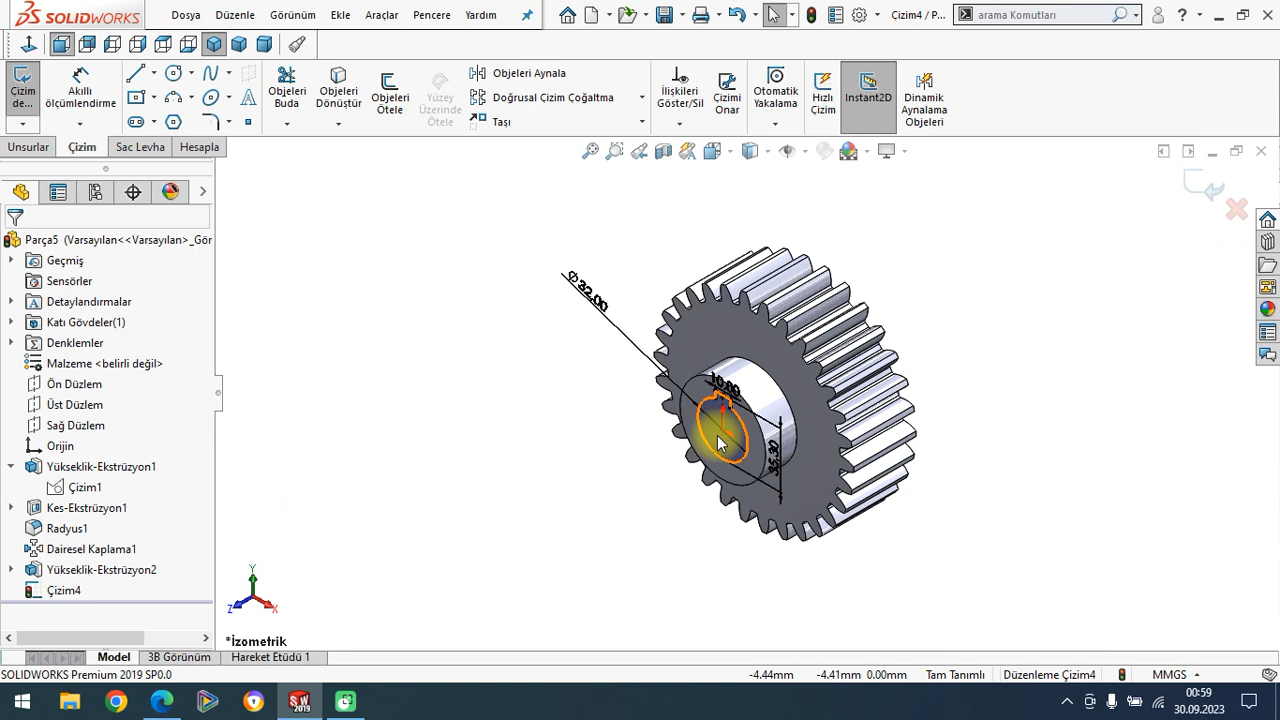 SOLIDWORKS Dosya Düzenle Görünüm Ekle Araçlar Pencere Yardım Çizim4 / P... arama Komutları ?
Çizim de...
Akıllı ölçümlendirme
Objeleri Buda
Objeleri Dönüştür
Objeleri Ötele
Yüzey Üzerinde Ötele
Objeleri Aynala
Doğrusal Çizim Çoğaltma
Taşı
İlişkileri Göster/Sil
Çizimi Onar
Otomatik Yakalama
Hızlı Çizim
Instant2D
Dinamik Aynalama Objeleri
Unsurlar Çizim Sac Levha Hesapla
Parça5 (Varsayılan<<Varsayılan>_Gör
Geçmiş
Sensörler
Detaylandırmalar
Katı Gövdeler(1)
Denklemler
Malzeme <belirli değil>
Ön Düzlem
Üst Düzlem
Sağ Düzlem
Orijin
Yükseklik-Ekstrüzyon1
Çizim1
Kes-Ekstrüzyon1
Radyus1
Dairesel Kaplama1
Yükseklik-Ekstrüzyon2
Çizim4
Ø32.00
10.00
35.30
Y
Z X
*İzometrik
Model 3B Görünüm Hareket Etüdü 1
SOLIDWORKS Premium 2019 SP0.0 -4.44mm -4.41mm 0.00mm Tam Tanımlı Düzenleme Çizim4 MMGS
SW 2019
00:59
30.09.2023